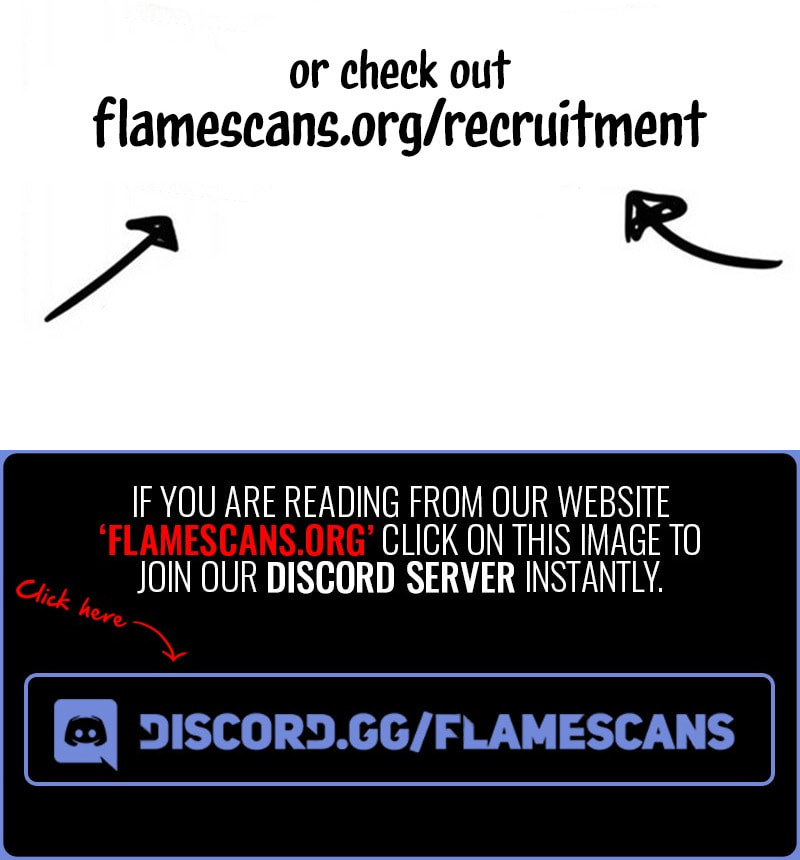 or check out
flamescans.org/recruitment
IF YOU ARE READING FROM OUR WEBSITE
‘FLAMESCANS.ORG’ CLICK ON THIS IMAGE TO
JOIN OUR DISCORD SERVER INSTANTLY.
Click here
DISCORD.GG/FLAMESCANS